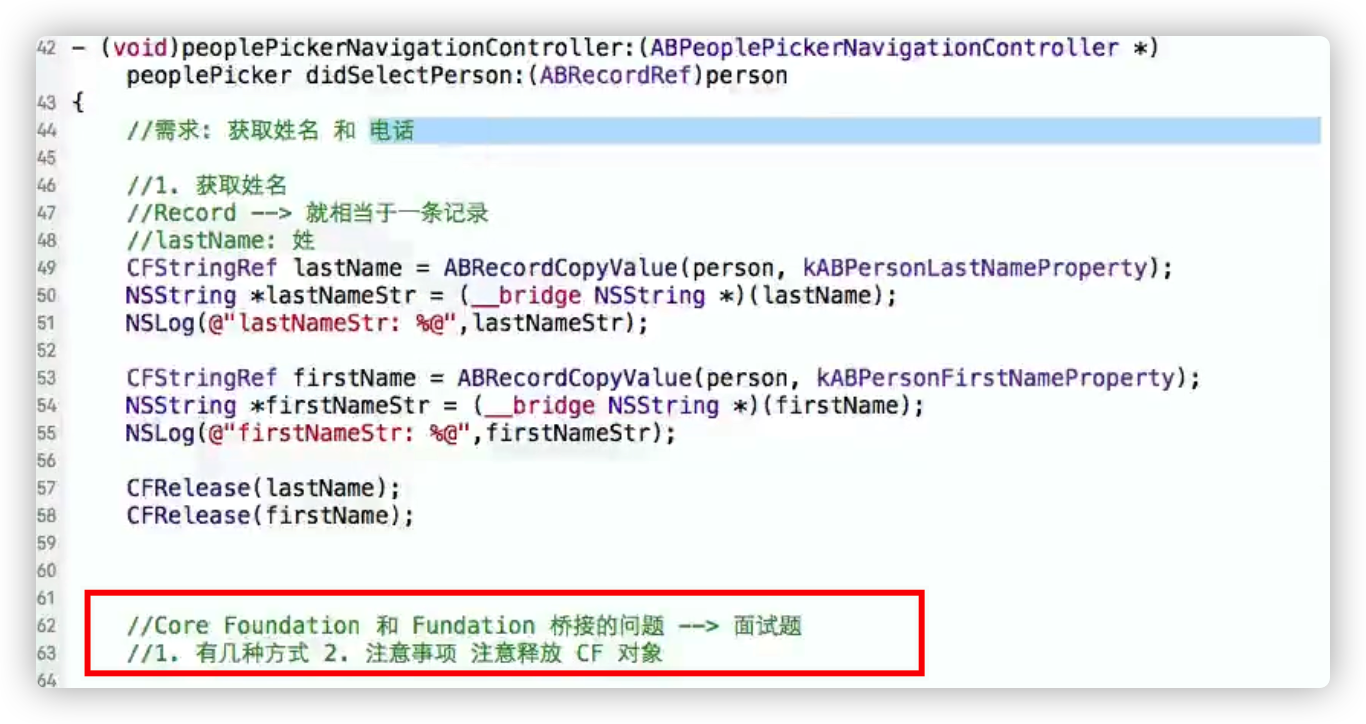 42 - (void)peoplePickerNavigationController:(ABPeoplePickerNavigationController *)
peoplePicker didSelectPerson:(ABRecordRef)person
43 {
44 //需求: 获取姓名 和 电话
45
46 //1. 获取姓名
47 //Record --> 就相当于一条记录
48 //lastName: 姓
49 CFStringRef lastName = ABRecordCopyValue(person, kABPersonLastNameProperty);
50 NSString *lastNameStr = (__bridge NSString *)(lastName);
51 NSLog(@"lastNameStr: %@",lastNameStr);
52
53 CFStringRef firstName = ABRecordCopyValue(person, kABPersonFirstNameProperty);
54 NSString *firstNameStr = (__bridge NSString *)(firstName);
55 NSLog(@"firstNameStr: %@",firstNameStr);
56
57 CFRelease(lastName);
58 CFRelease(firstName);
59
60
61
62 //Core Foundation 和 Fundation 桥接的问题 --> 面试题
63 //1. 有几种方式 2. 注意事项 注意释放 CF 对象
64